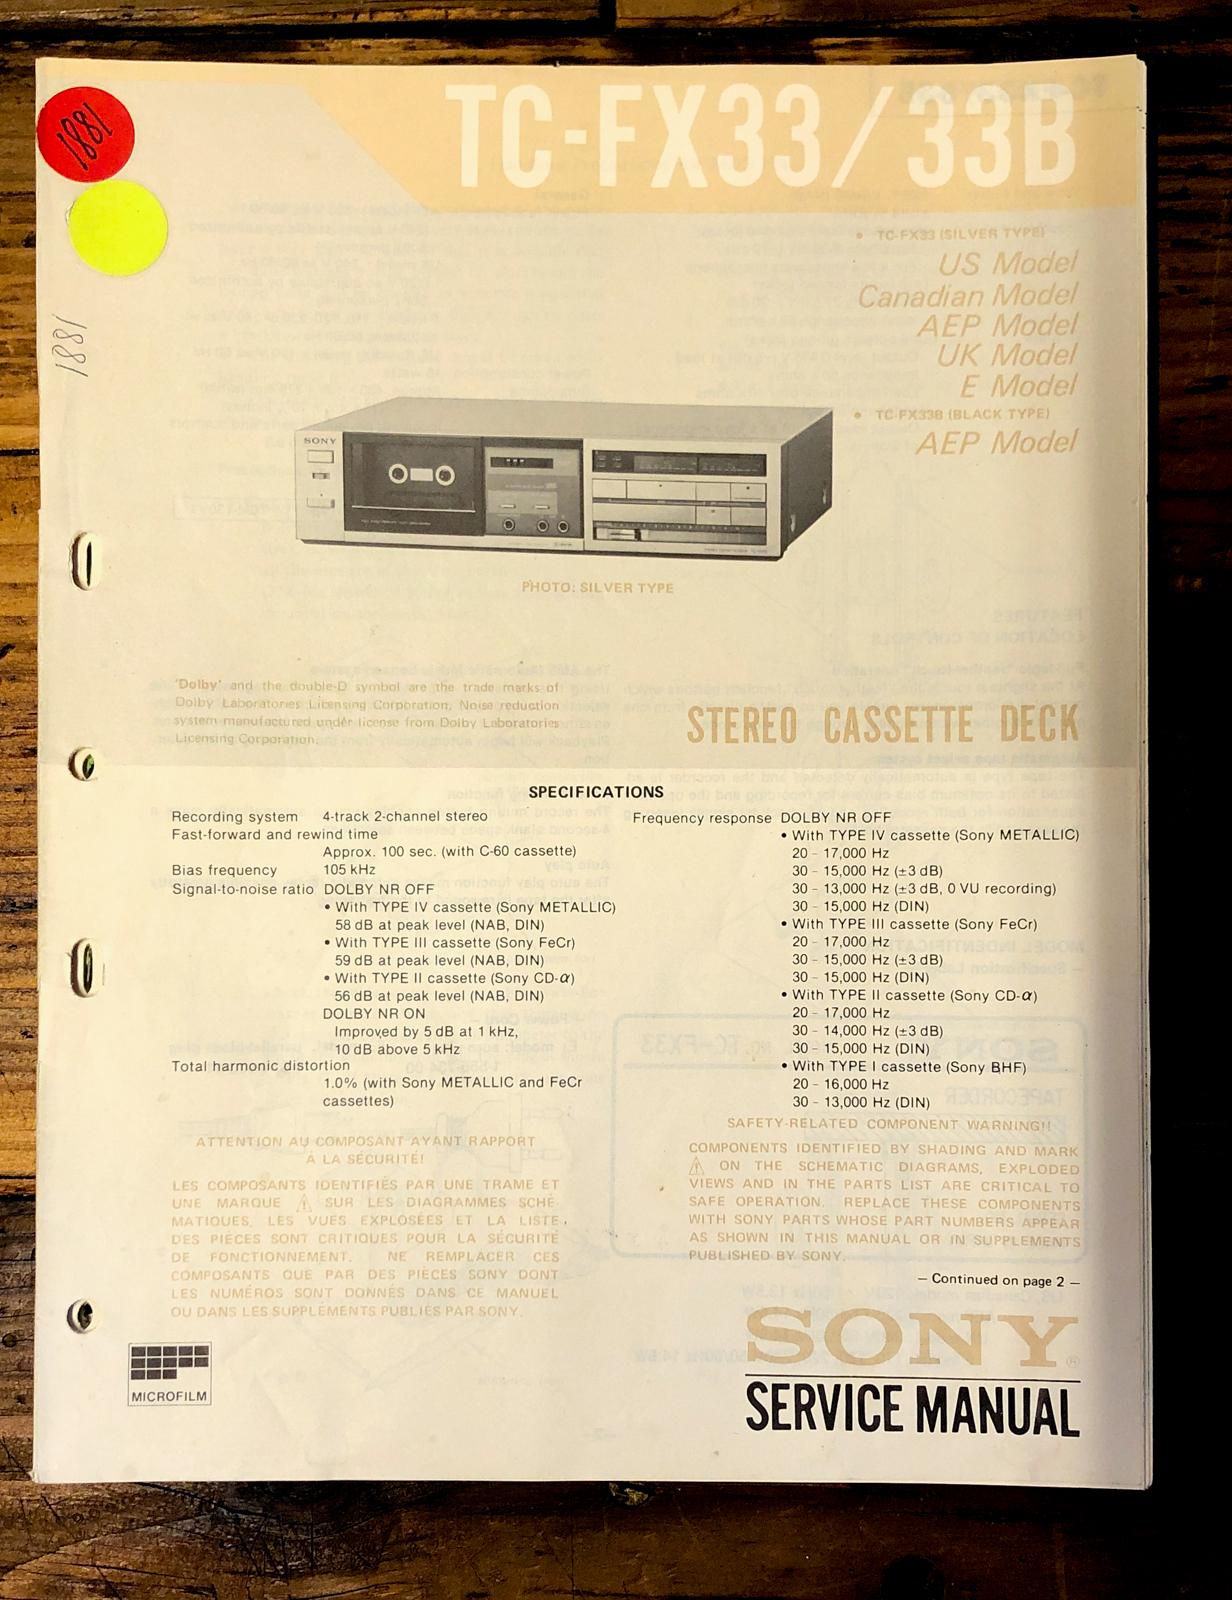 TC-FX33/33B
1881
1881
• TC-FX33 (SILVER TYPE)
US Model
Canadian Model
AEP Model
UK Model
E Model
• TC-FX33B (BLACK TYPE)
AEP Model
SONY
PHOTO: SILVER TYPE
'Dolby' and the double-D symbol are the trade marks of
Dolby Laboratories Licensing Corporation, Noise reduction
system manufactured under license from Dolby Laboratories
Licensing Corporation.
STEREO CASSETTE DECK
SPECIFICATIONS
Recording system 4-track 2-channel stereo
Fast-forward and rewind time
Approx. 100 sec. (with C-60 cassette)
Bias frequency 105 kHz
Signal-to-noise ratio DOLBY NR OFF
• With TYPE IV cassette (Sony METALLIC)
58 dB at peak level (NAB, DIN)
• With TYPE III cassette (Sony FeCr)
59 dB at peak level (NAB, DIN)
• With TYPE II cassette (Sony CD-α)
56 dB at peak level (NAB, DIN)
DOLBY NR ON
Improved by 5 dB at 1 kHz,
10 dB above 5 kHz
Total harmonic distortion
1.0% (with Sony METALLIC and FeCr
cassettes)
Frequency response DOLBY NR OFF
• With TYPE IV cassette (Sony METALLIC)
20 - 17,000 Hz
30 - 15,000 Hz (±3 dB)
30 - 13,000 Hz (±3 dB, 0 VU recording)
30 - 15,000 Hz (DIN)
• With TYPE III cassette (Sony FeCr)
20 - 17,000 Hz
30 - 15,000 Hz (±3 dB)
30 - 15,000 Hz (DIN)
• With TYPE II cassette (Sony CD-α)
20 - 17,000 Hz
30 - 14,000 Hz (±3 dB)
30 - 15,000 Hz (DIN)
• With TYPE I cassette (Sony BHF)
20 - 16,000 Hz
30 - 13,000 Hz (DIN)
ATTENTION AU COMPOSANT AYANT RAPPORT
À LA SÉCURITÉ!
LES COMPOSANTS IDENTIFIÉS PAR UNE TRAME ET
UNE MARQUE ⚠ SUR LES DIAGRAMMES SCHÉ-
MATIQUES, LES VUES EXPLOSÉES ET LA LISTE
DES PIÈCES SONT CRITIQUES POUR LA SÉCURITÉ
DE FONCTIONNEMENT. NE REMPLACER CES
COMPOSANTS QUE PAR DES PIÈCES SONY DONT
LES NUMÉROS SONT DONNÉS DANS CE MANUEL
OU DANS LES SUPPLÉMENTS PUBLIÉS PAR SONY.
SAFETY-RELATED COMPONENT WARNING!!
COMPONENTS IDENTIFIED BY SHADING AND MARK
⚠ ON THE SCHEMATIC DIAGRAMS, EXPLODED
VIEWS AND IN THE PARTS LIST ARE CRITICAL TO
SAFE OPERATION. REPLACE THESE COMPONENTS
WITH SONY PARTS WHOSE PART NUMBERS APPEAR
AS SHOWN IN THIS MANUAL OR IN SUPPLEMENTS
PUBLISHED BY SONY.
— Continued on page 2 —
MICROFILM
SONY®
SERVICE MANUAL